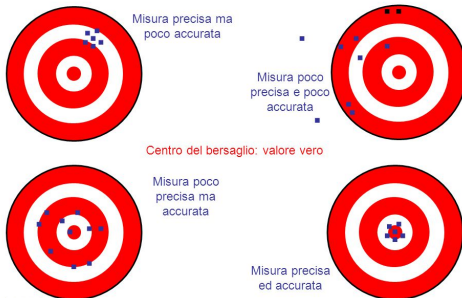 Misura precisa ma
poco accurata
Misura poco
precisa e poco
accurata
Centro del bersaglio: valore vero
Misura poco
precisa ma
accurata
Misura precisa
ed accurata